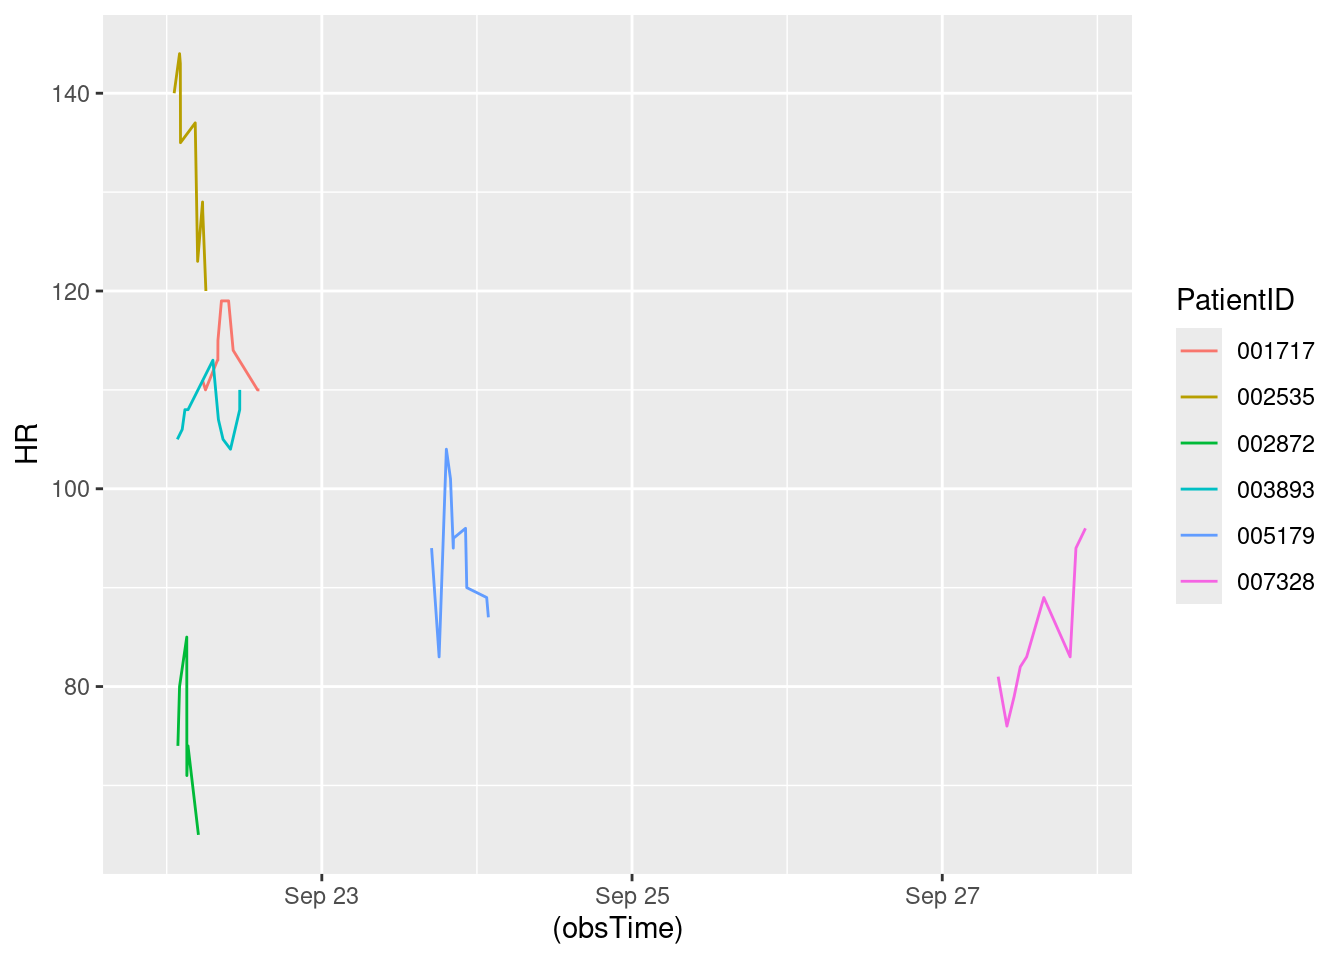 140
120
100
80
HR
Sep 23
Sep 25
Sep 27
(obsTime)
PatientID
001717
002535
002872
003893
005179
007328